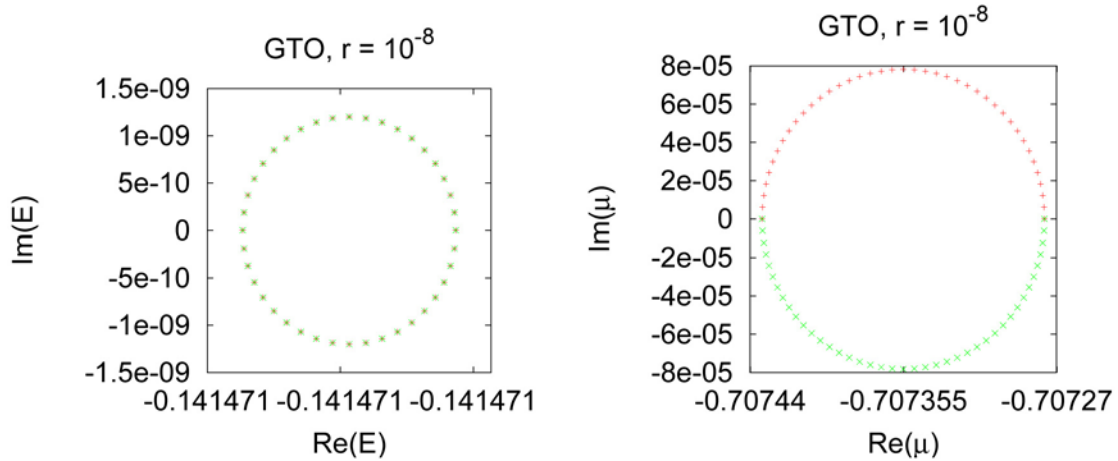 GTO, r = 10⁻⁸
1.5e-09
1e-09
5e-10
0
-5e-10
-1e-09
-1.5e-09
Im(E)
-0.141471 -0.141471 -0.141471
Re(E)
GTO, r = 10⁻⁸
8e-05
6e-05
4e-05
2e-05
0
-2e-05
-4e-05
-6e-05
-8e-05
Im(μ)
-0.70744 -0.707355 -0.70727
Re(μ)